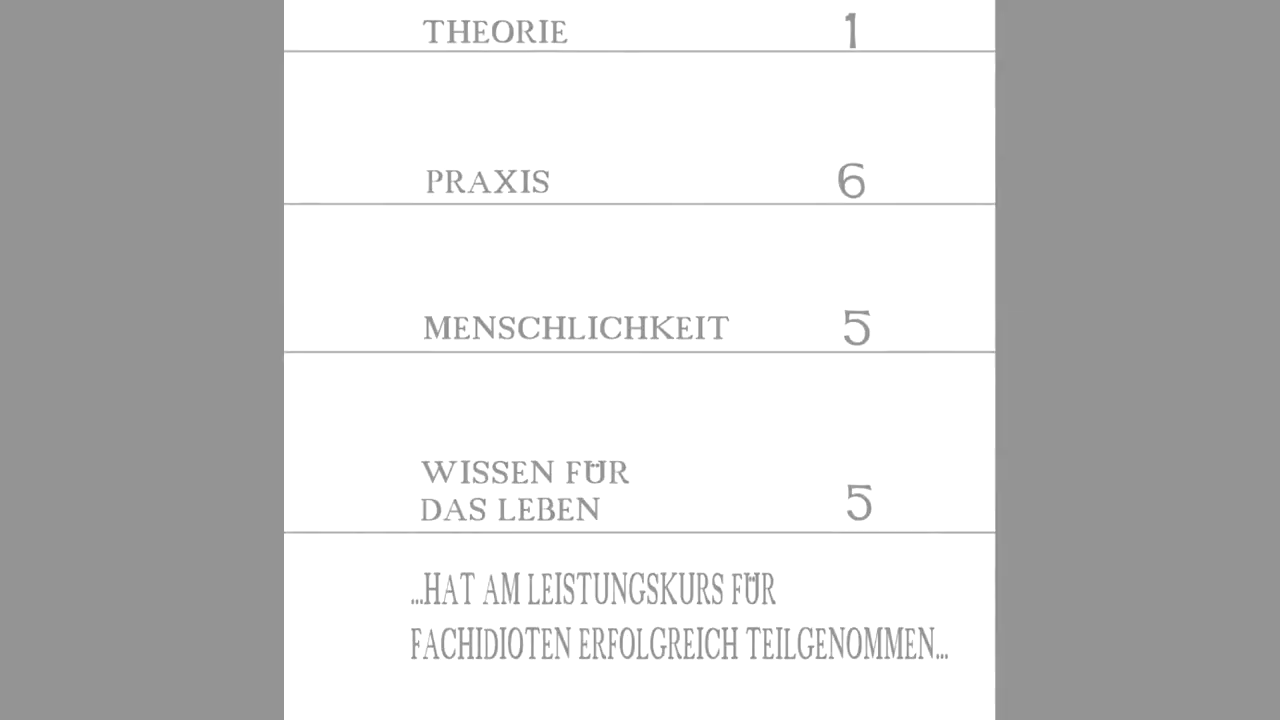 THEORIE 1
PRAXIS 6
MENSCHLICHKEIT 5
WISSEN FÜR
DAS LEBEN 5
...HAT AM LEISTUNGSKURS FÜR
FACHIDIOTEN ERFOLGREICH TEILGENOMMEN...